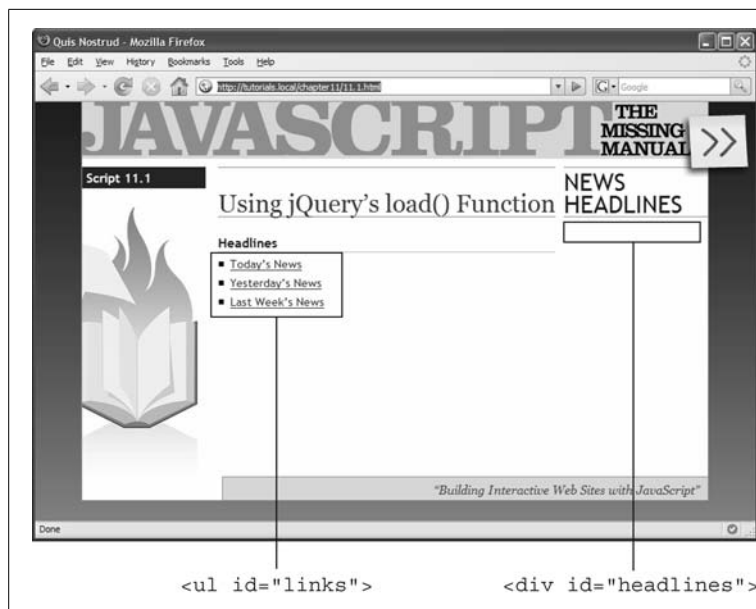 Quis Nostrud - Mozilla Firefox
File Edit View History Bookmarks Tools Help
http://tutorials.local/chapter11/11.1.html
G Google
JAVASCRIPT THE
MISSING
MANUAL
>>
Script 11.1
Using jQuery's load() Function
NEWS
HEADLINES
Headlines
Today's News
Yesterday's News
Last Week's News
"Building Interactive Web Sites with JavaScript"
Done
<ul id="links">
<div id="headlines">